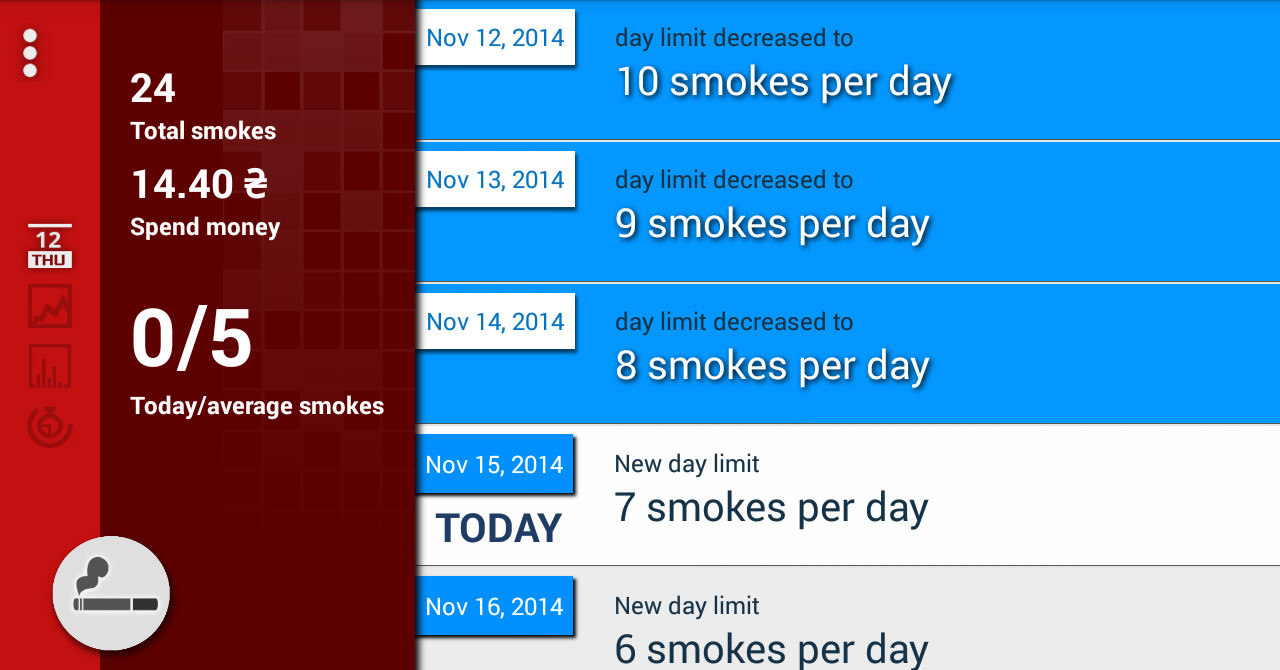 24
Total smokes
14.40 ₴
Spend money
12
THU
0/5
Today/average smokes
Nov 12, 2014
day limit decreased to
10 smokes per day
Nov 13, 2014
day limit decreased to
9 smokes per day
Nov 14, 2014
day limit decreased to
8 smokes per day
Nov 15, 2014
TODAY
New day limit
7 smokes per day
Nov 16, 2014
New day limit
6 smokes per day